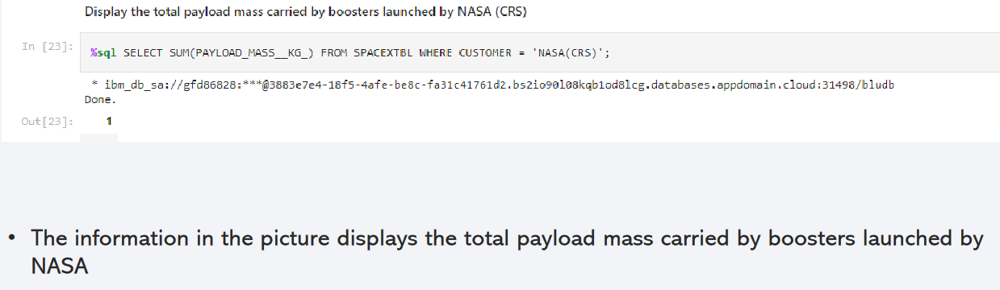 Display the total payload mass carried by boosters launched by NASA (CRS)
In [23]:
%sql SELECT SUM(PAYLOAD_MASS__KG_) FROM SPACEXTBL WHERE CUSTOMER = 'NASA(CRS)';
* ibm_db_sa://gfd86828:***@3883e7e4-18f5-4afe-be8c-fa31c41761d2.bs2io90l08kqb1od8lcg.databases.appdomain.cloud:31498/bludb
Done.
Out[23]:
1
• The information in the picture displays the total payload mass carried by boosters launched by
NASA